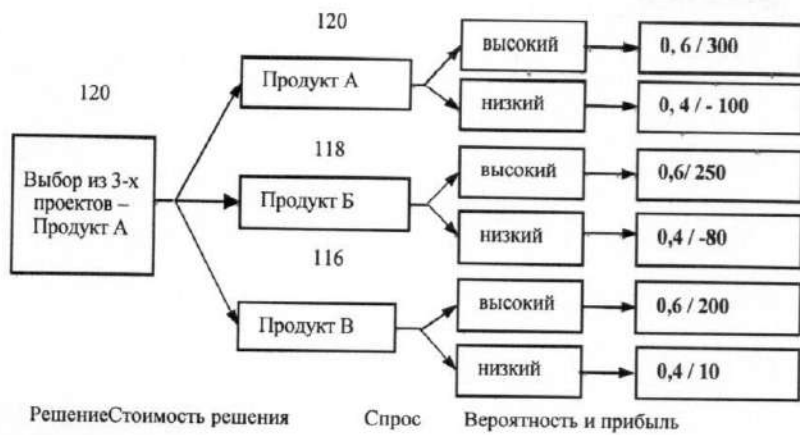 120
высокий
0, 6 / 300
Продукт А
120
низкий
0, 4 / - 100
118
Выбор из 3-х
проектов –
Продукт А
высокий
0,6/ 250
Продукт Б
низкий
0,4 / -80
116
высокий
0,6 / 200
Продукт В
низкий
0,4 / 10
РешениеСтоимость решения Спрос Вероятность и прибыль